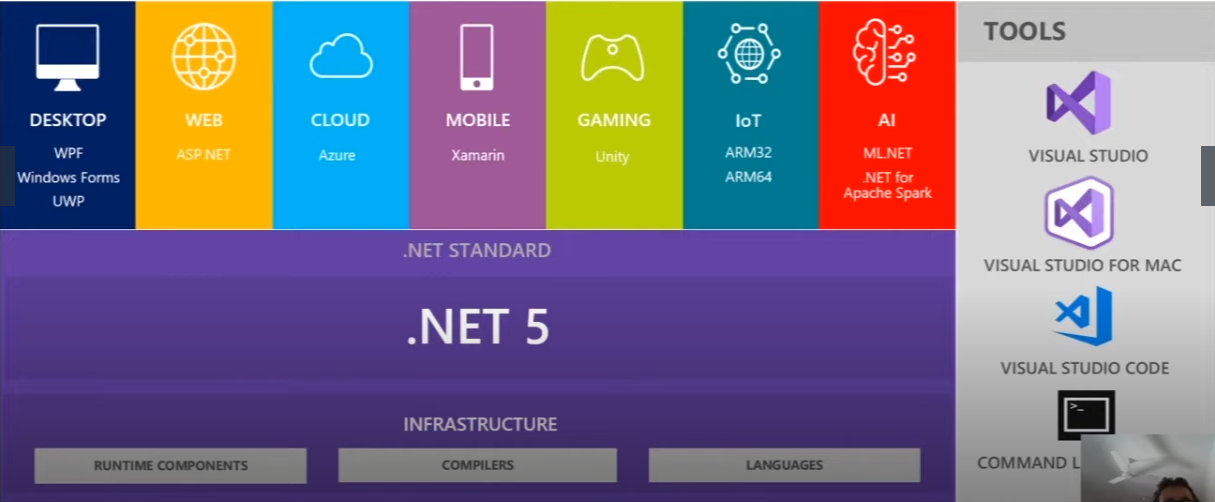 DESKTOP
WPF
Windows Forms
UWP
WEB
ASP.NET
CLOUD
Azure
MOBILE
Xamarin
GAMING
Unity
IoT
ARM32
ARM64
AI
ML.NET
.NET for
Apache Spark
.NET STANDARD
.NET 5
INFRASTRUCTURE
RUNTIME COMPONENTS
COMPILERS
LANGUAGES
TOOLS
VISUAL STUDIO
VISUAL STUDIO FOR MAC
VISUAL STUDIO CODE
>_
COMMAND